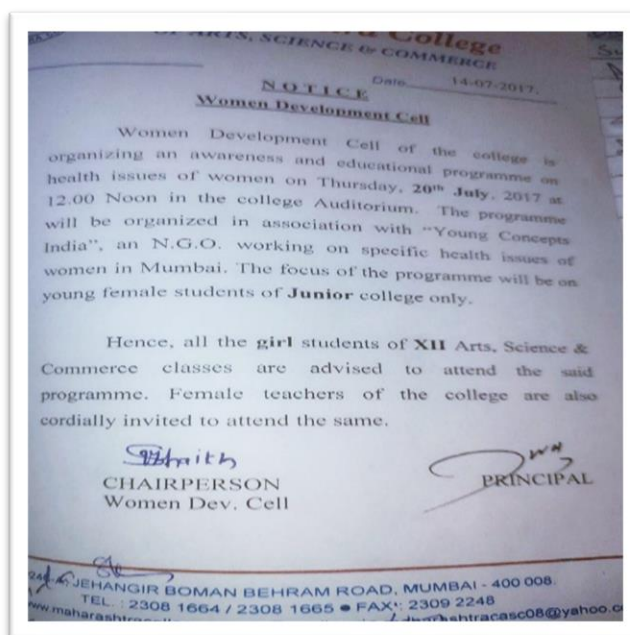 College
OF ARTS, SCIENCE & COMMERCE
Date 14-07-2017.
NOTICE
Women Development Cell
Women Development Cell of the college is
organizing an awareness and educational programme on
health issues of women on Thursday, 20th July, 2017 at
12.00 Noon in the college Auditorium. The programme
will be organized in association with "Young Concepts
India", an N.G.O. working on specific health issues of
women in Mumbai. The focus of the programme will be on
young female students of Junior college only.
Hence, all the girl students of XII Arts, Science &
Commerce classes are advised to attend the said
programme. Female teachers of the college are also
cordially invited to attend the same.
CHAIRPERSON PRINCIPAL
Women Dev. Cell
JEHANGIR BOMAN BEHRAM ROAD, MUMBAI - 400 008.
TEL. : 2308 1664 / 2308 1665 ● FAX : 2309 2248